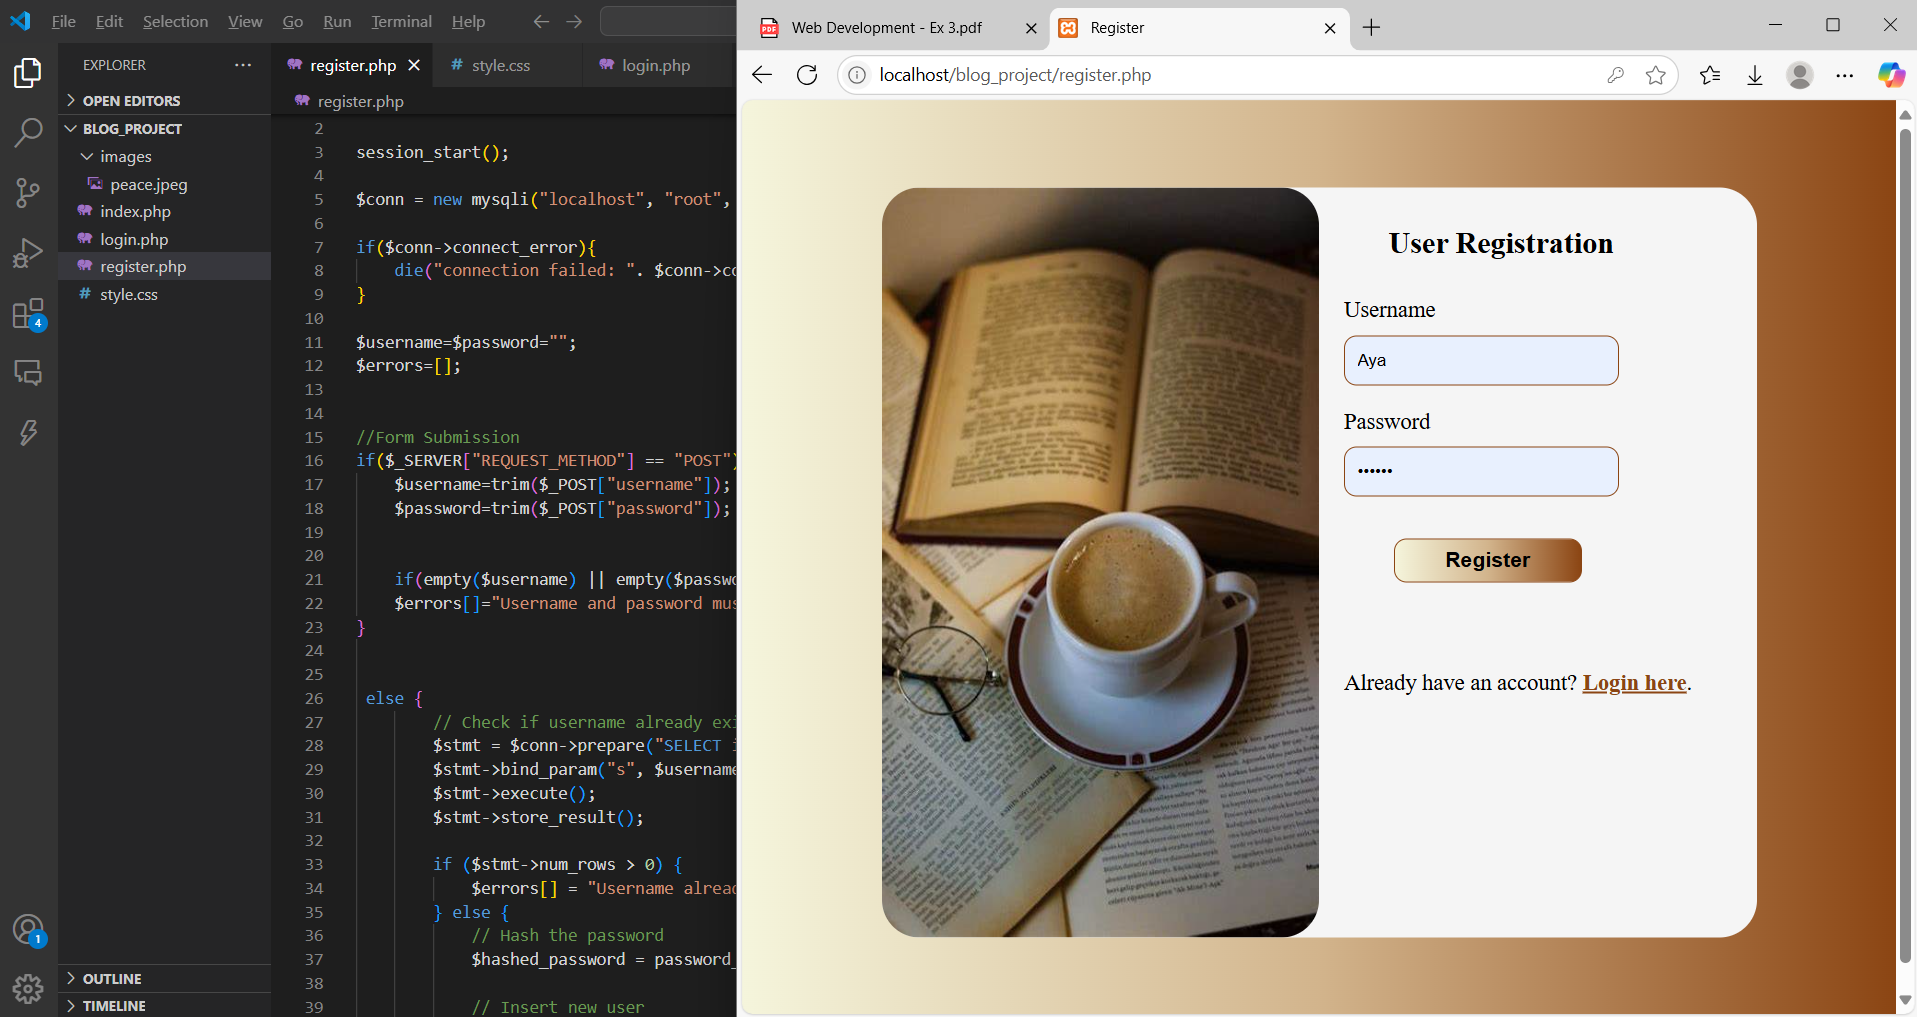 File Edit Selection View Go Run Terminal Help
EXPLORER
OPEN EDITORS
BLOG_PROJECT
images
peace.jpeg
index.php
login.php
register.php
style.css
OUTLINE
TIMELINE
4
1
register.php
style.css
login.php
register.php
2
3 session_start();
4
5 $conn = new mysqli("localhost", "root",
6
7 if($conn->connect_error){
8 die("connection failed: ". $conn->co
9 }
10
11 $username=$password="";
12 $errors=[];
13
14
15 //Form Submission
16 if($_SERVER["REQUEST_METHOD"] == "POST")
17 $username=trim($_POST["username"]);
18 $password=trim($_POST["password"]);
19
20
21 if(empty($username) || empty($passwo
22 $errors[]="Username and password mus
23 }
24
25
26 else {
27 // Check if username already exi
28 $stmt = $conn->prepare("SELECT i
29 $stmt->bind_param("s", $username
30 $stmt->execute();
31 $stmt->store_result();
32
33 if ($stmt->num_rows > 0) {
34 $errors[] = "Username alread
35 } else {
36 // Hash the password
37 $hashed_password = password_
38
39 // Insert new user
PDF Web Development - Ex 3.pdf
Register
localhost/blog_project/register.php
User Registration
Username
Aya
Password
••••••
Register
Already have an account? Login here.